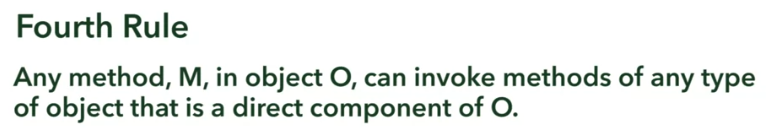 Fourth Rule
Any method, M, in object O, can invoke methods of any type
of object that is a direct component of O.